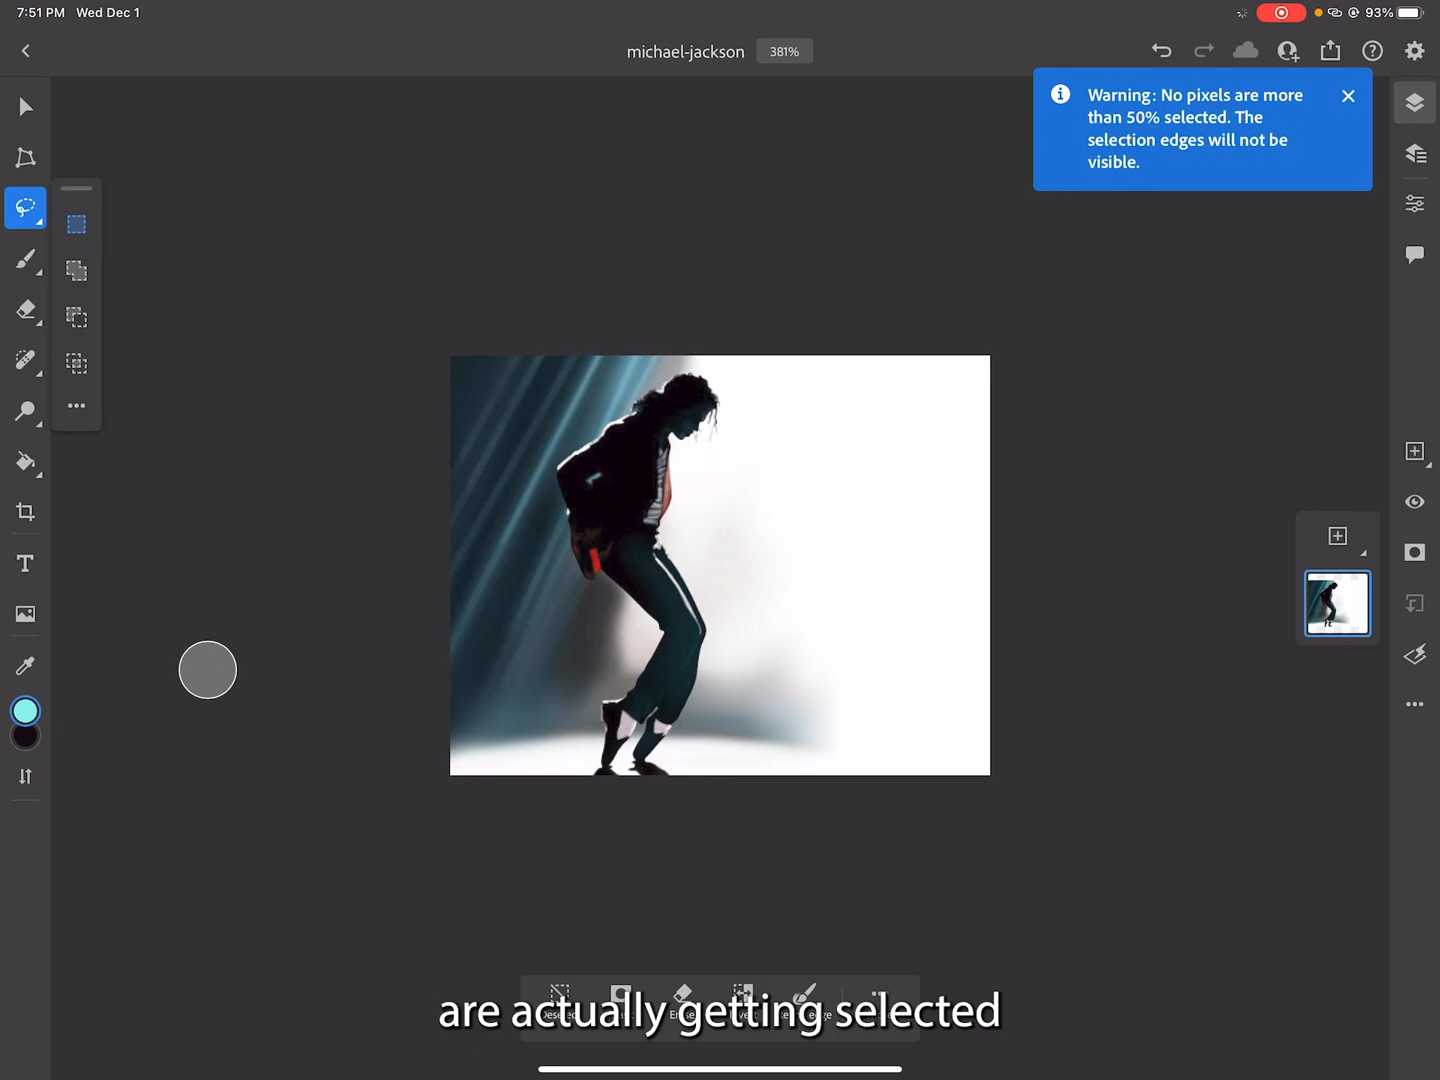 7:51 PM Wed Dec 1
93%
michael-jackson 381%
Warning: No pixels are more
than 50% selected. The
selection edges will not be
visible.
T
are actually getting selected